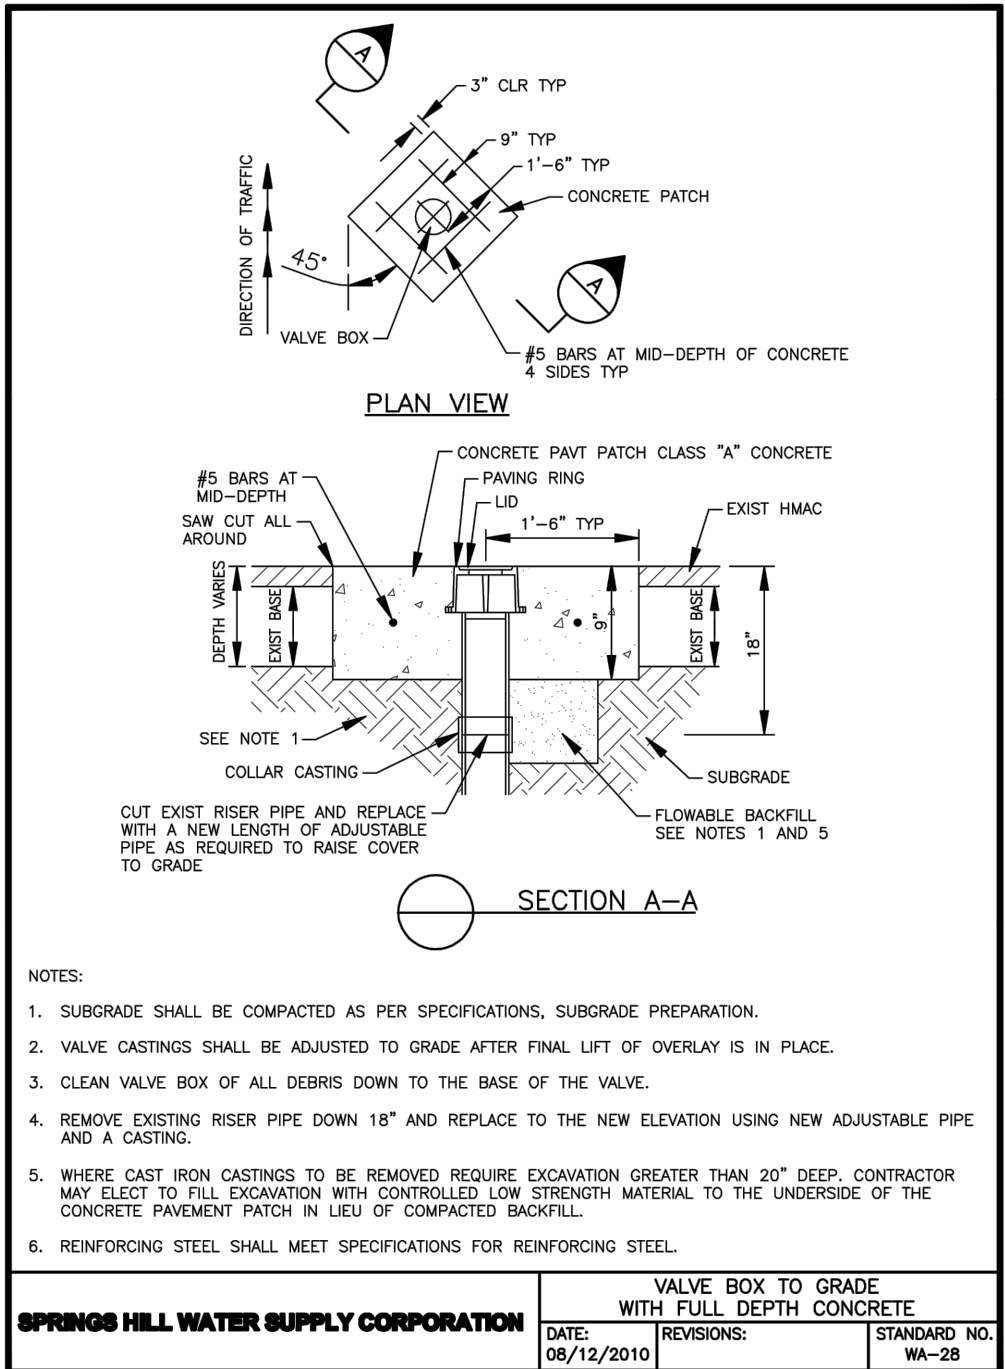 A
3" CLR TYP
9" TYP
1'-6" TYP
CONCRETE PATCH
DIRECTION OF TRAFFIC
45°
A
VALVE BOX
#5 BARS AT MID-DEPTH OF CONCRETE
4 SIDES TYP
PLAN VIEW
CONCRETE PAVT PATCH CLASS "A" CONCRETE
#5 BARS AT
MID-DEPTH
PAVING RING
LID
SAW CUT ALL
AROUND
1'-6" TYP
EXIST HMAC
DEPTH VARIES
EXIST BASE
9"
EXIST BASE
18"
SEE NOTE 1
COLLAR CASTING
SUBGRADE
CUT EXIST RISER PIPE AND REPLACE
WITH A NEW LENGTH OF ADJUSTABLE
PIPE AS REQUIRED TO RAISE COVER
TO GRADE
FLOWABLE BACKFILL
SEE NOTES 1 AND 5
SECTION A-A
NOTES:
1. SUBGRADE SHALL BE COMPACTED AS PER SPECIFICATIONS, SUBGRADE PREPARATION.
2. VALVE CASTINGS SHALL BE ADJUSTED TO GRADE AFTER FINAL LIFT OF OVERLAY IS IN PLACE.
3. CLEAN VALVE BOX OF ALL DEBRIS DOWN TO THE BASE OF THE VALVE.
4. REMOVE EXISTING RISER PIPE DOWN 18" AND REPLACE TO THE NEW ELEVATION USING NEW ADJUSTABLE PIPE
AND A CASTING.
5. WHERE CAST IRON CASTINGS TO BE REMOVED REQUIRE EXCAVATION GREATER THAN 20" DEEP. CONTRACTOR
MAY ELECT TO FILL EXCAVATION WITH CONTROLLED LOW STRENGTH MATERIAL TO THE UNDERSIDE OF THE
CONCRETE PAVEMENT PATCH IN LIEU OF COMPACTED BACKFILL.
6. REINFORCING STEEL SHALL MEET SPECIFICATIONS FOR REINFORCING STEEL.
SPRINGS HILL WATER SUPPLY CORPORATION
VALVE BOX TO GRADE
WITH FULL DEPTH CONCRETE
DATE:
08/12/2010
REVISIONS:
STANDARD NO.
WA-28